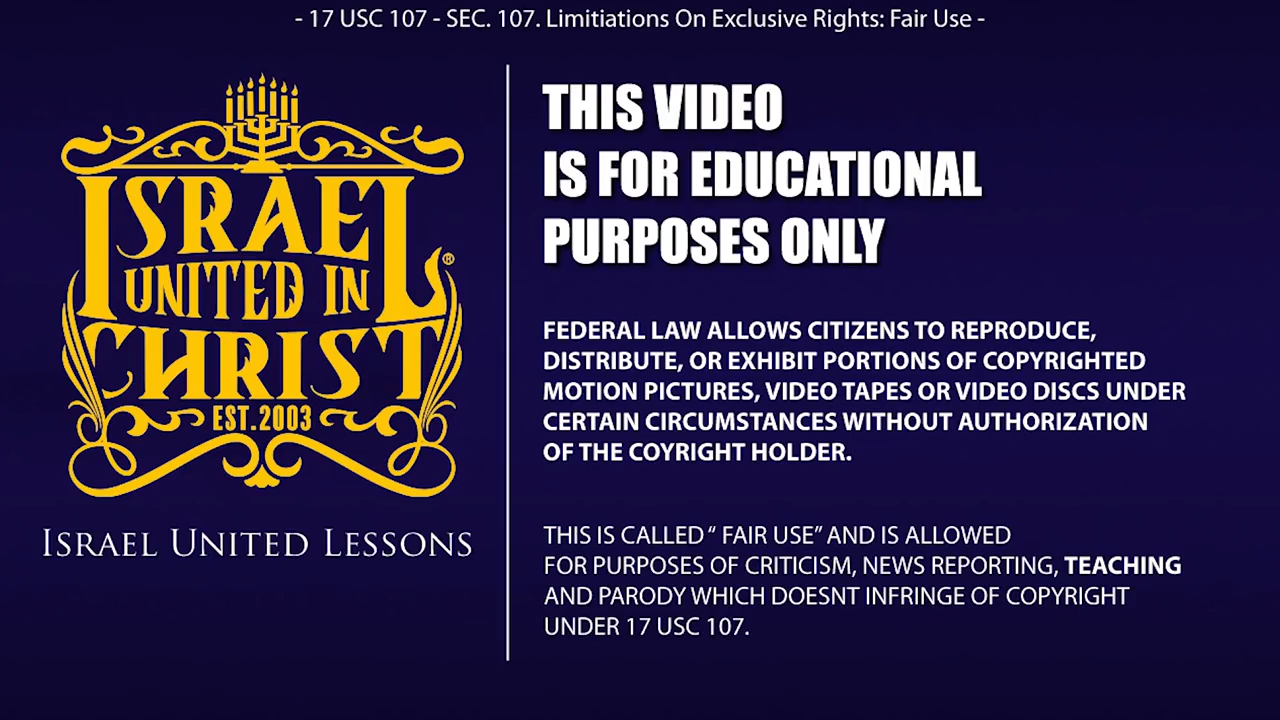 - 17 USC 107 - SEC. 107. Limitiations On Exclusive Rights: Fair Use -
ISRAEL
UNITED IN
CHRIST
®
EST.2003
ISRAEL UNITED LESSONS
THIS VIDEO
IS FOR EDUCATIONAL
PURPOSES ONLY
FEDERAL LAW ALLOWS CITIZENS TO REPRODUCE,
DISTRIBUTE, OR EXHIBIT PORTIONS OF COPYRIGHTED
MOTION PICTURES, VIDEO TAPES OR VIDEO DISCS UNDER
CERTAIN CIRCUMSTANCES WITHOUT AUTHORIZATION
OF THE COYRIGHT HOLDER.
THIS IS CALLED “ FAIR USE” AND IS ALLOWED
FOR PURPOSES OF CRITICISM, NEWS REPORTING, TEACHING
AND PARODY WHICH DOESNT INFRINGE OF COPYRIGHT
UNDER 17 USC 107.